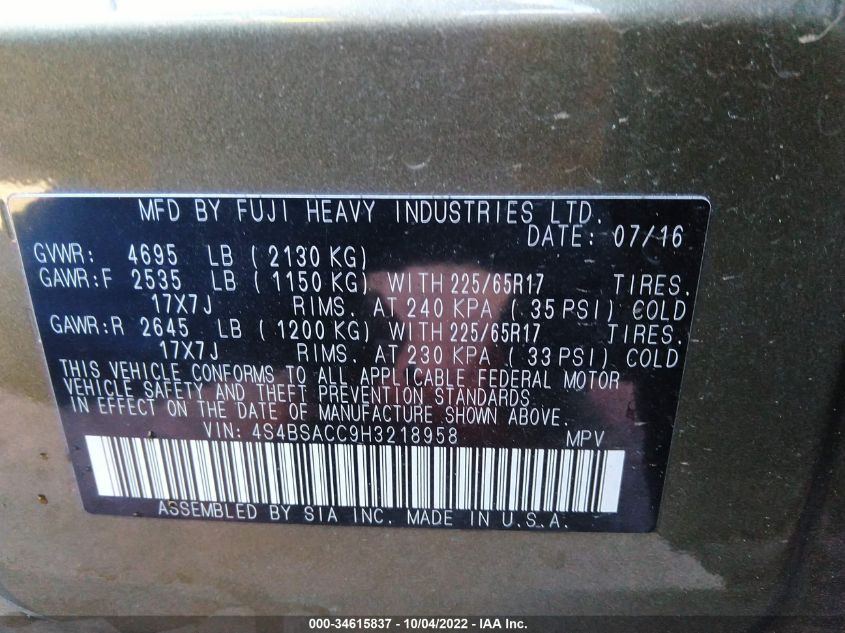 MFD BY FUJI HEAVY INDUSTRIES LTD.
DATE: 07/16
GVWR: 4695 LB ( 2130 KG)
GAWR:F 2535 LB ( 1150 KG) WITH 225/65R17 TIRES.
17X7J RIMS. AT 240 KPA ( 35 PSI) COLD
GAWR:R 2645 LB ( 1200 KG) WITH 225/65R17 TIRES.
17X7J RIMS. AT 230 KPA ( 33 PSI) COLD
THIS VEHICLE CONFORMS TO ALL APPLICABLE FEDERAL MOTOR
VEHICLE SAFETY AND THEFT PREVENTION STANDARDS
IN EFFECT ON THE DATE OF MANUFACTURE SHOWN ABOVE.
VIN: 4S4BSACC9H3218958 MPV
ASSEMBLED BY SIA INC. MADE IN U.S.A.
000-34615837 - 10/04/2022 - IAA Inc.